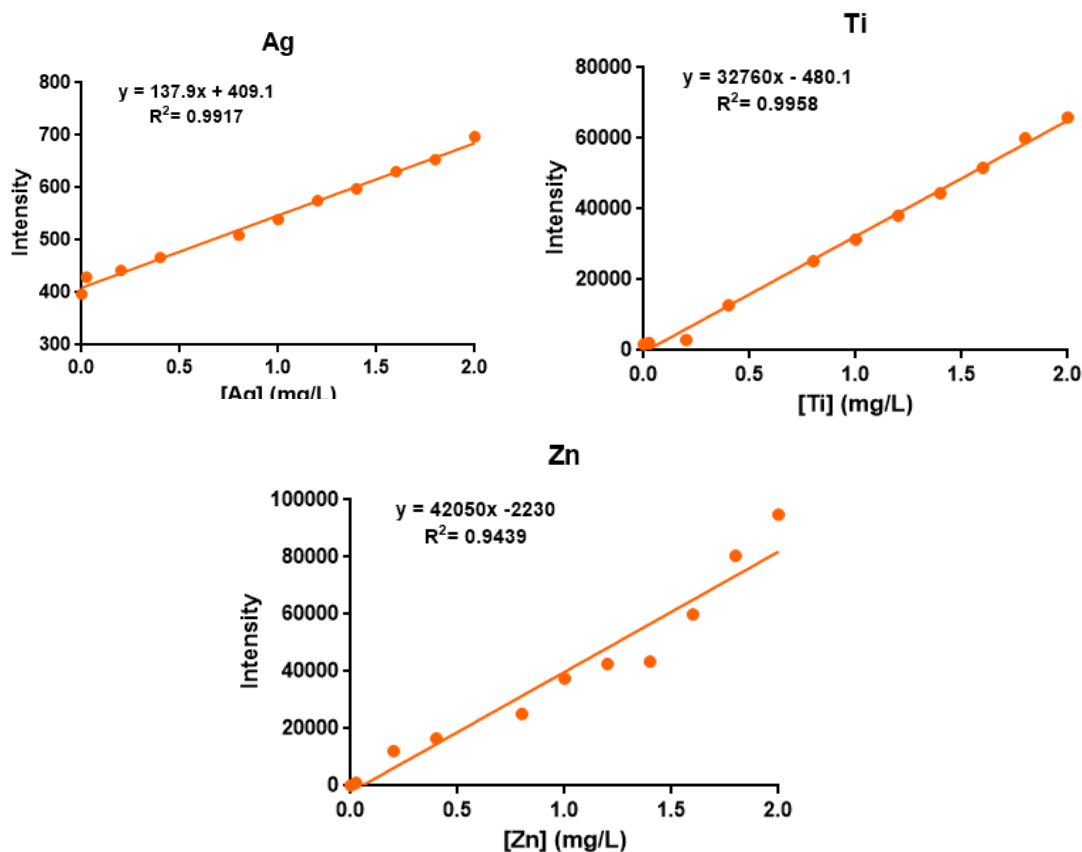 Ag
y = 137.9x + 409.1
R²= 0.9917
800
700
600
500
400
300
Intensity
0.0 0.5 1.0 1.5 2.0
[Ag] (mg/L)
Ti
y = 32760x - 480.1
R²= 0.9958
80000
60000
40000
20000
0
Intensity
0.0 0.5 1.0 1.5 2.0
[Ti] (mg/L)
Zn
y = 42050x -2230
R²= 0.9439
100000
80000
60000
40000
20000
0
Intensity
0.0 0.5 1.0 1.5 2.0
[Zn] (mg/L)